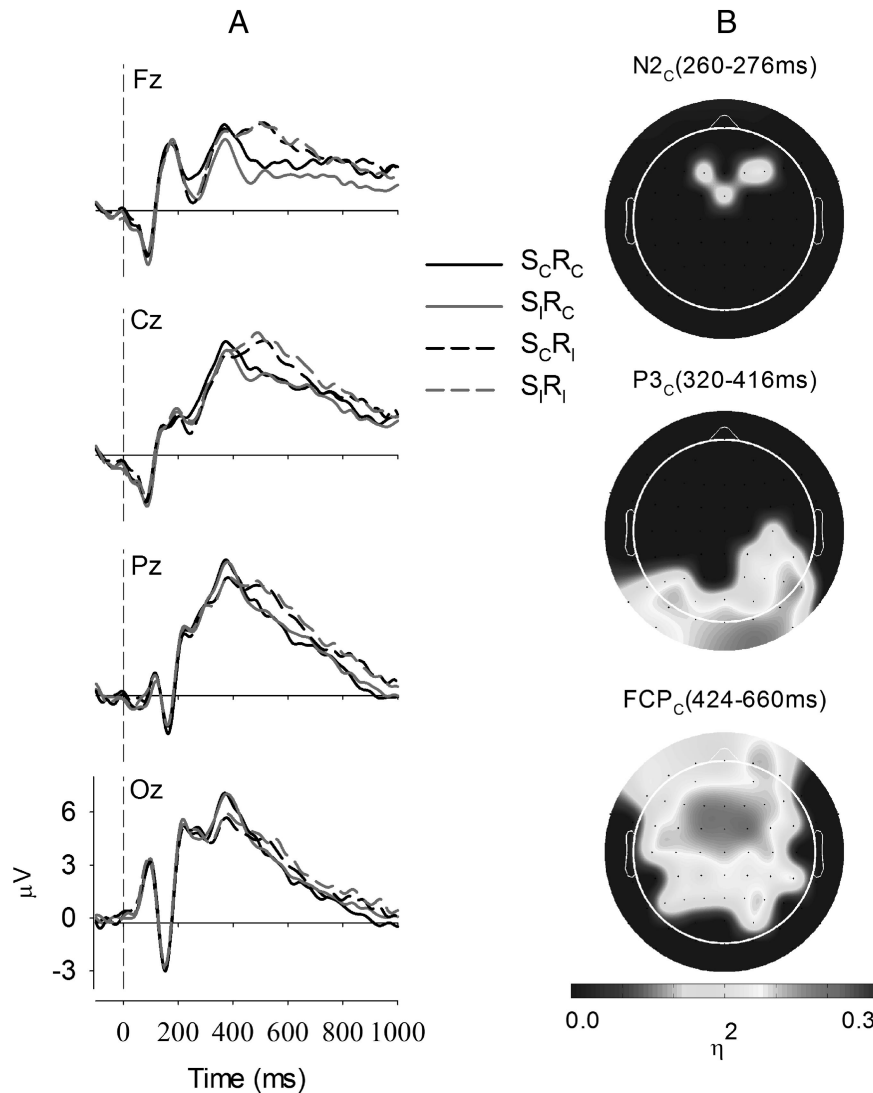 A
B
Fz
N2C(260-276ms)
SCRC
SIRC
SCRI
SIRI
Cz
P3C(320-416ms)
Pz
FCPC(424-660ms)
Oz
6
3
0
-3
μV
0 200 400 600 800 1000
Time (ms)
0.0 0.3
η2